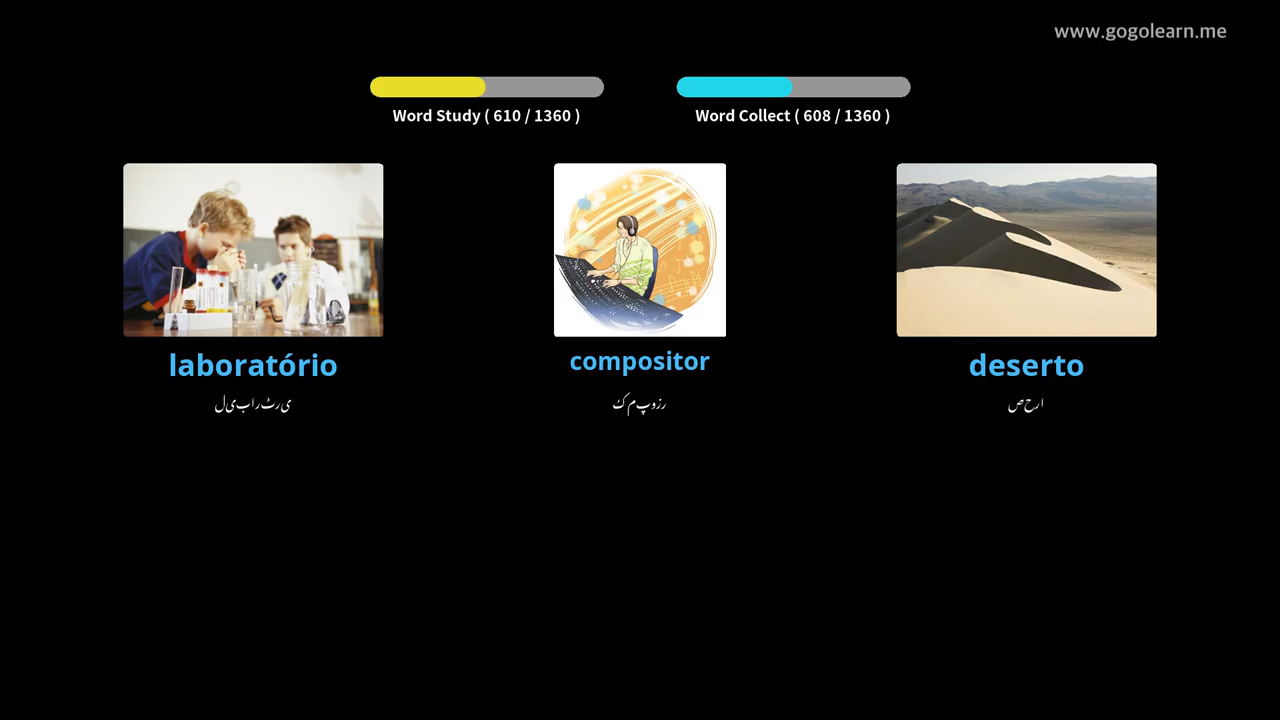 www.gogolearn.me
Word Study ( 610 / 1360 )
Word Collect ( 608 / 1360 )
laboratório
لیبارٹری
compositor
کمپوزر
deserto
صحرا